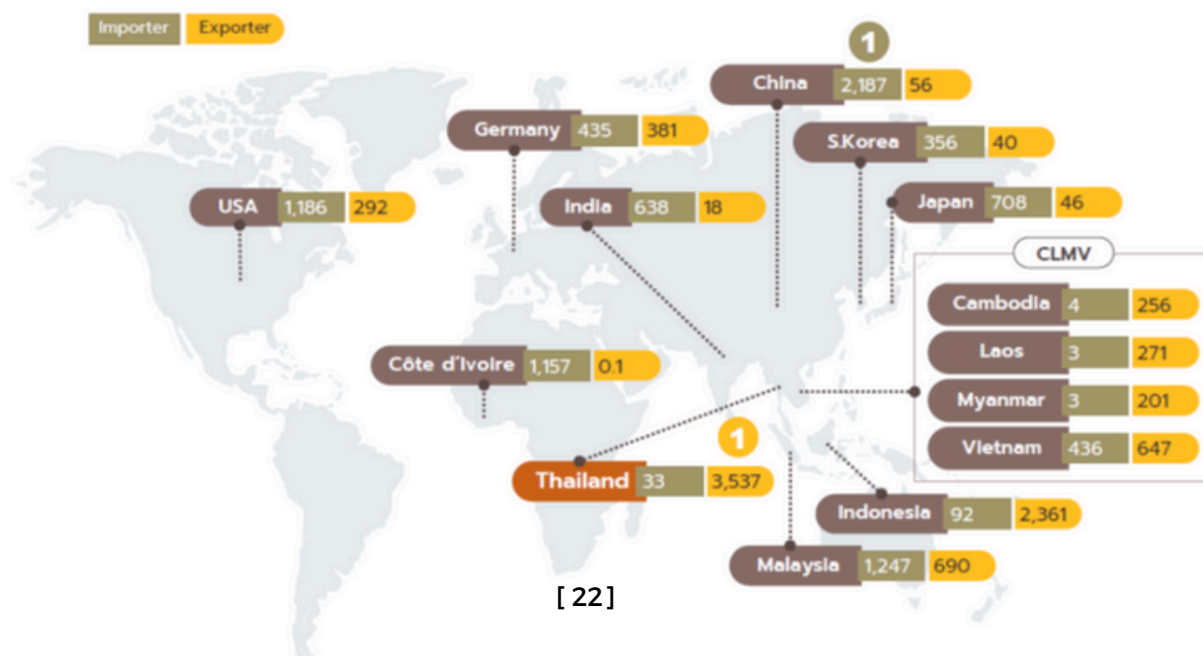 Importer Exporter
1
China 2,187 56
Germany 435 381
S.Korea 356 40
USA 1,186 292
India 638 18
Japan 708 46
CLMV
Cambodia 4 256
Laos 3 271
Myanmar 3 201
Vietnam 436 647
Côte d'Ivoire 1,157 0.1
1
Thailand 33 3,537
Indonesia 92 2,361
Malaysia 1,247 690
[ 22]